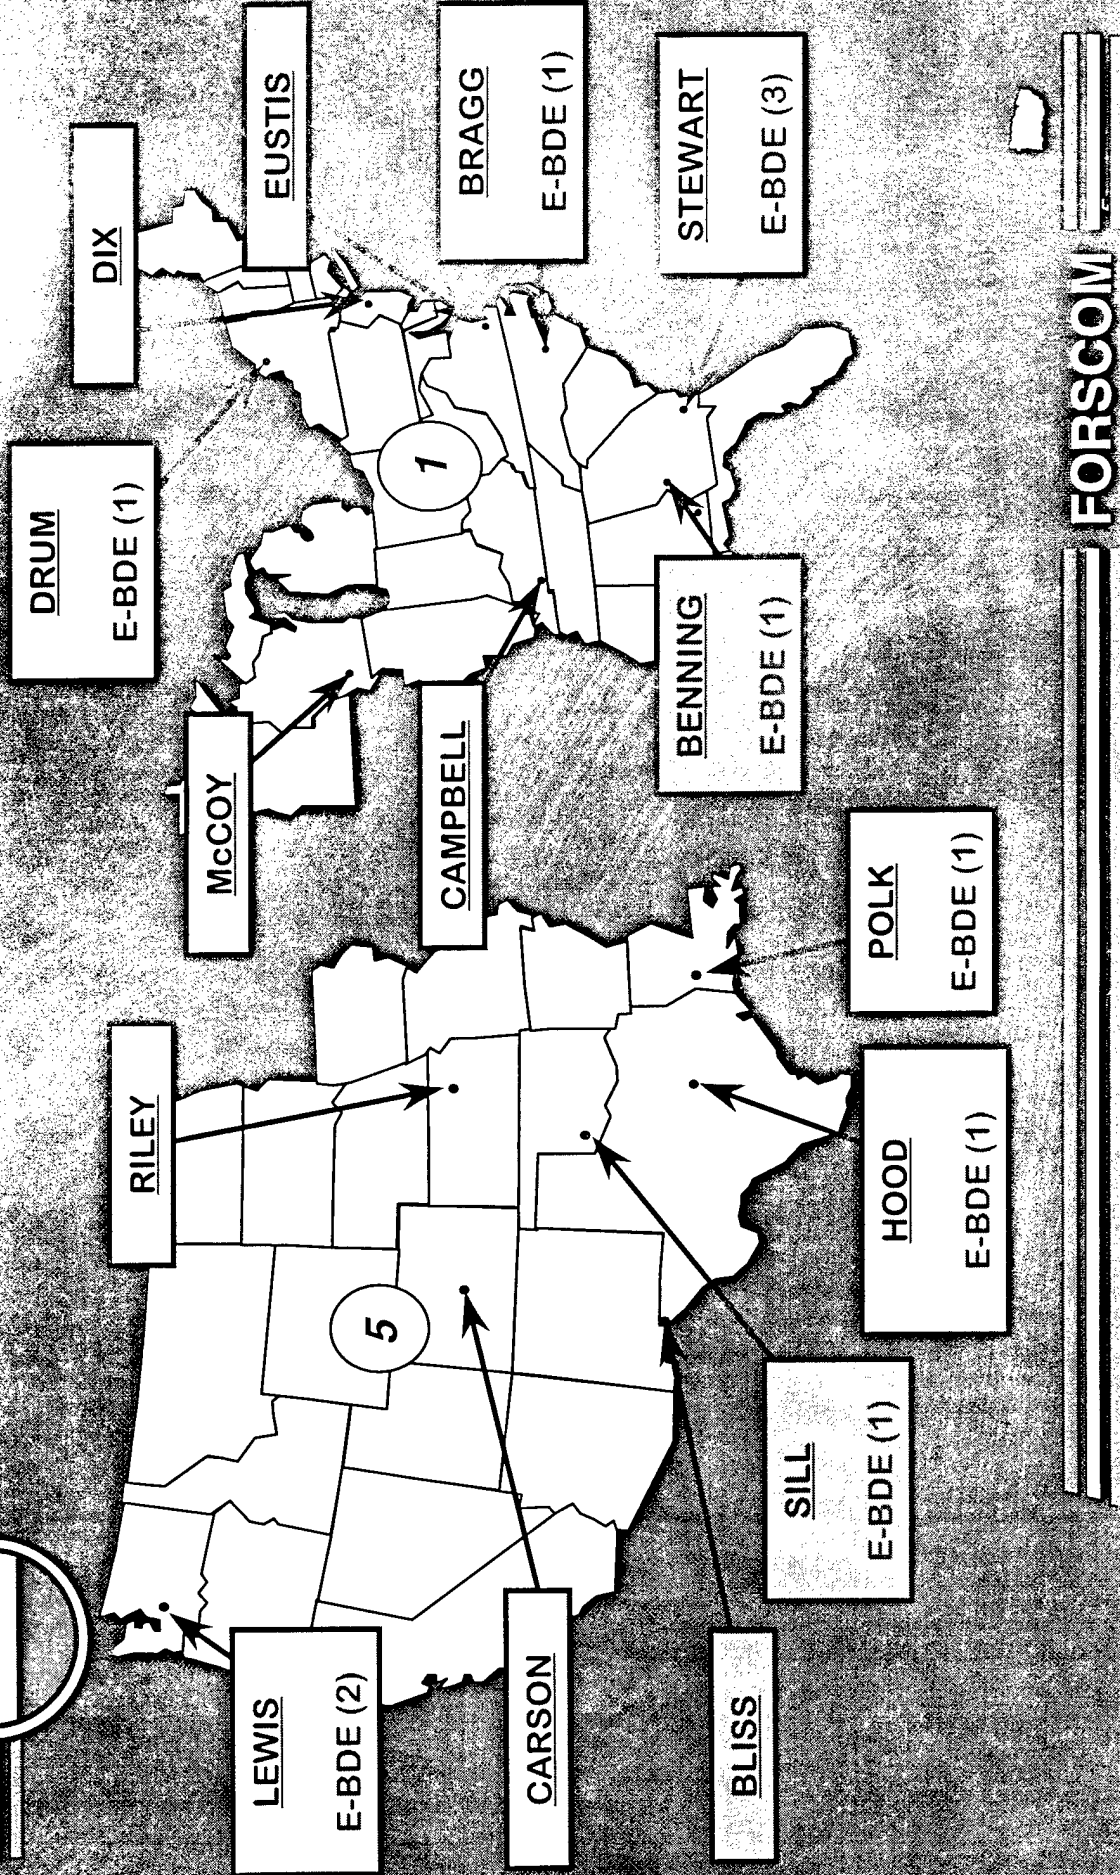 LEWIS
E-BDE (2)
CARSON
BLISS
RILEY
5
SILL
E-BDE (1)
HOOD
E-BDE (1)
POLK
E-BDE (1)
McCOY
CAMPBELL
DRUM
E-BDE (1)
DIX
EUSTIS
1
BRAGG
E-BDE (1)
BENNING
E-BDE (1)
STEWART
E-BDE (3)
FORSCOM